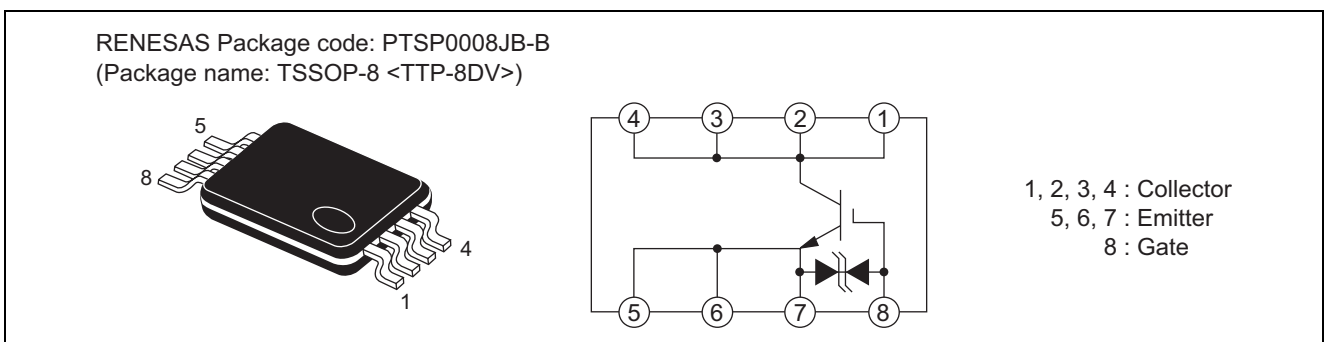 RENESAS Package code: PTSP0008JB-B
(Package name: TSSOP-8 <TTP-8DV>)
5
8
4
1
4 3 2 1
5 6 7 8
1, 2, 3, 4 : Collector
5, 6, 7 : Emitter
8 : Gate